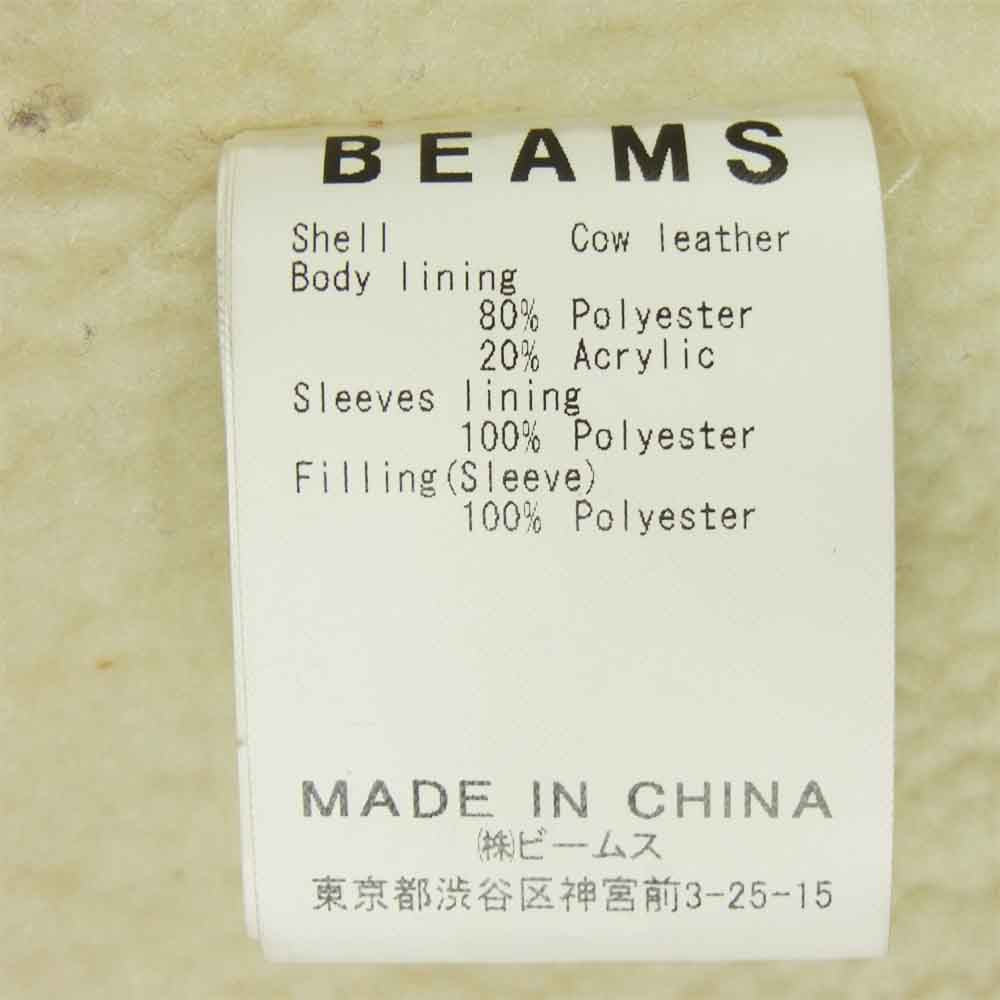 BEAMS
Shell Cow leather
Body lining
80% Polyester
20% Acrylic
Sleeves lining
100% Polyester
Filling(Sleeve)
100% Polyester
MADE IN CHINA
㈱ビームス
東京都渋谷区神宮前3-25-15